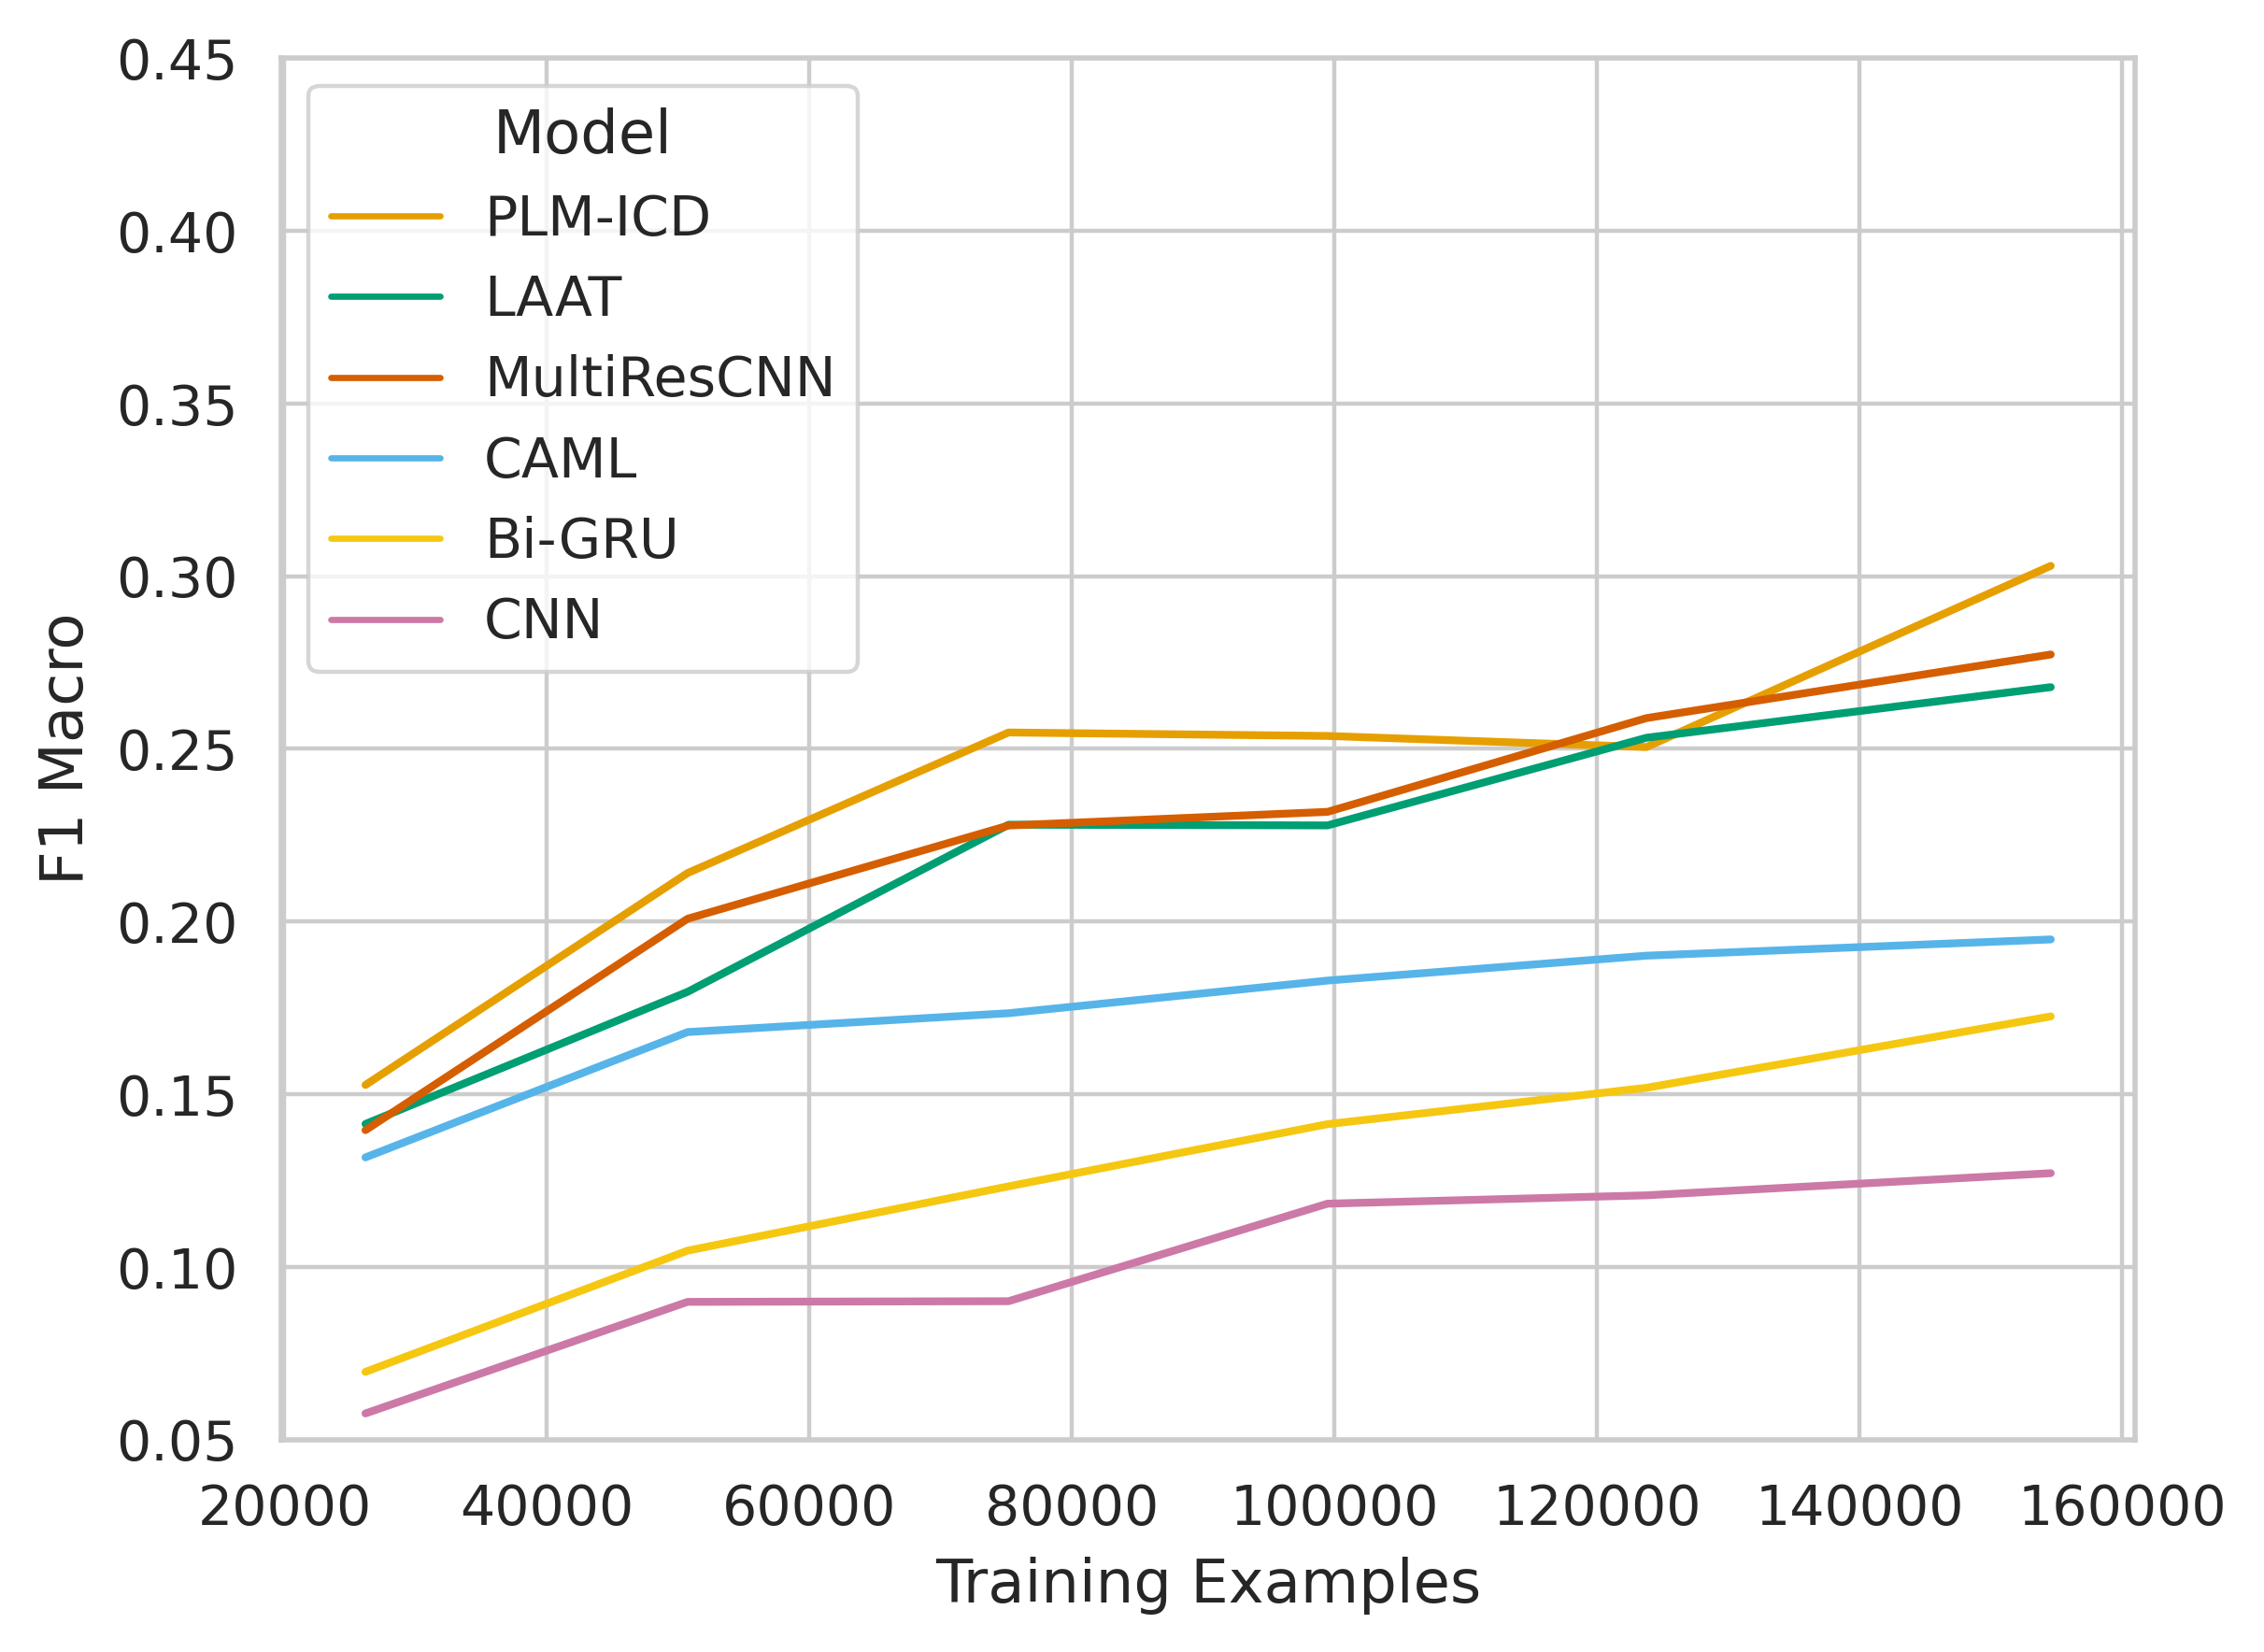 0.45
0.40
0.35
0.30
0.25
0.20
0.15
0.10
0.05
F1 Macro
Model
PLM-ICD
LAAT
MultiResCNN
CAML
Bi-GRU
CNN
20000 40000 60000 80000 100000 120000 140000 160000
Training Examples